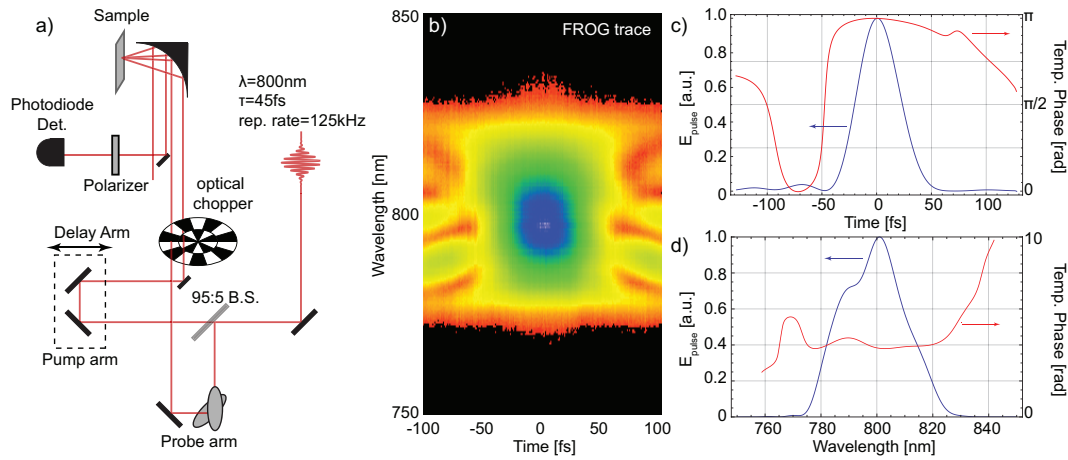 a)
Sample
λ=800nm
τ=45fs
rep. rate=125kHz
Photodiode
Det.
Polarizer
optical
chopper
Delay Arm
95:5 B.S.
Pump arm
Probe arm
b)
FROG trace
850
800
750
Wavelength [nm]
-100
-50
0
50
100
Time [fs]
c)
1.0
0.8
0.6
0.4
0.2
0
E_pulse [a.u.]
π
π/2
0
Temp. Phase [rad]
-100
-50
0
50
100
Time [fs]
d)
1.0
0.8
0.6
0.4
0.2
0
E_pulse [a.u.]
10
0
Temp. Phase [rad]
760
780
800
820
840
Wavelength [nm]